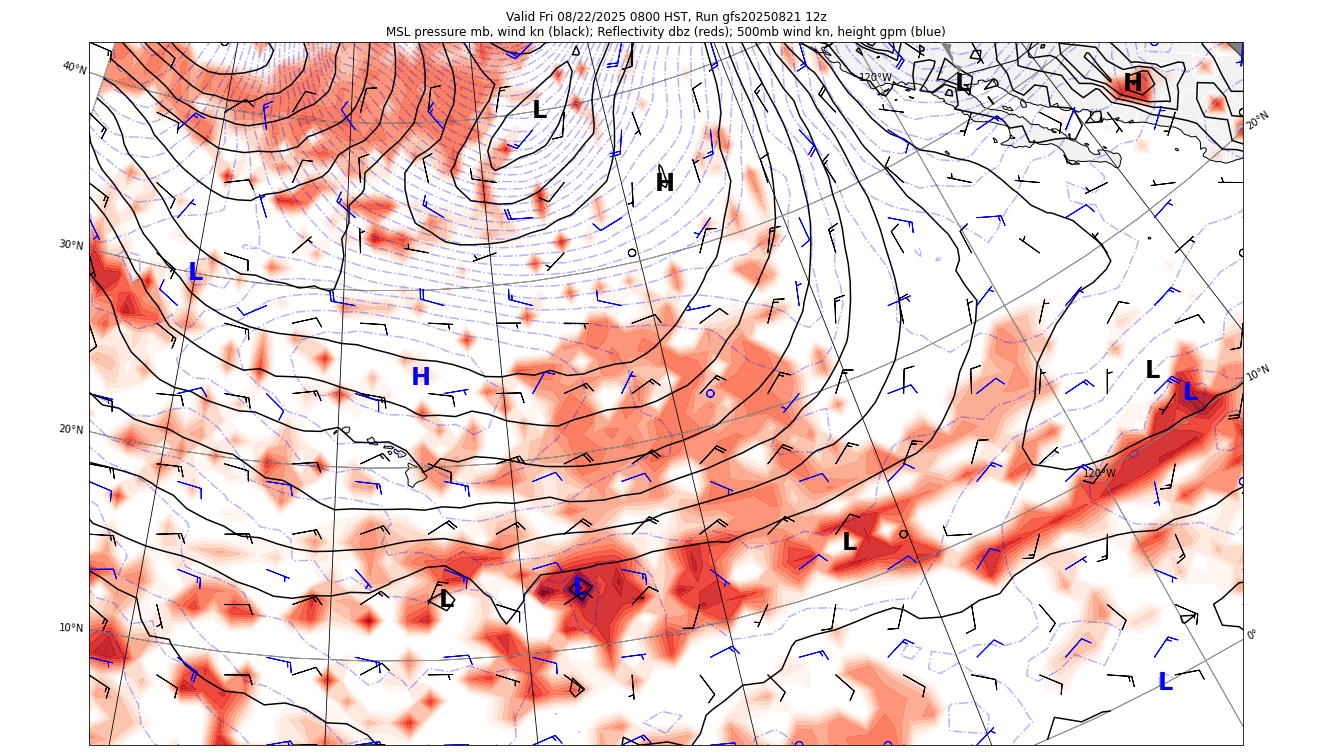 Valid Fri 08/22/2025 0800 HST, Run gfs20250821 12z
MSL pressure mb, wind kn (black); Reflectivity dbz (reds); 500mb wind kn, height gpm (blue)
40°N
120°W
L
H
L
L
20°N
H
30°N
L
L
10°N
H
L
20°N
120°W
L
L
L
10°N
0°
L